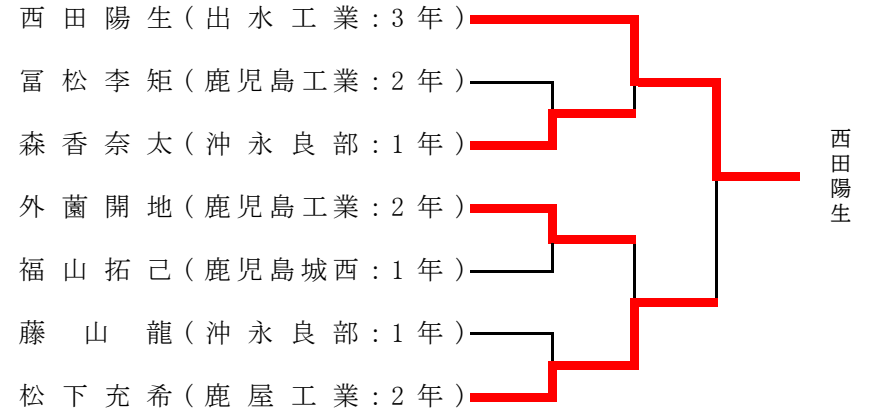 西田陽生(出水工業:3年)
冨松李矩(鹿児島工業:2年)
森香奈太(沖永良部:1年)
外薗開地(鹿児島工業:2年)
福山拓己(鹿児島城西:1年)
藤山龍(沖永良部:1年)
松下充希(鹿屋工業:2年)
西田陽生